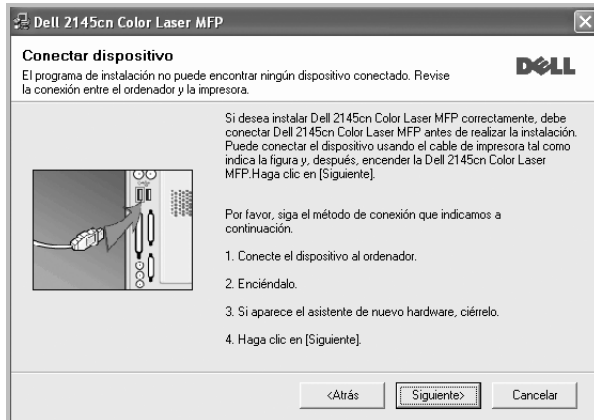 Dell 2145cn Color Laser MFP
Conectar dispositivo
El programa de instalación no puede encontrar ningún dispositivo conectado. Revise
la conexión entre el ordenador y la impresora.
DELL
Si desea instalar Dell 2145cn Color Laser MFP correctamente, debe
conectar Dell 2145cn Color Laser MFP antes de realizar la instalación.
Puede conectar el dispositivo usando el cable de impresora tal como
indica la figura y, después, encender la Dell 2145cn Color Laser
MFP.Haga clic en [Siguiente].
Por favor, siga el método de conexión que indicamos a
continuación.
1. Conecte el dispositivo al ordenador.
2. Enciéndalo.
3. Si aparece el asistente de nuevo hardware, ciérrelo.
4. Haga clic en [Siguiente].
<Atrás
Siguiente>
Cancelar